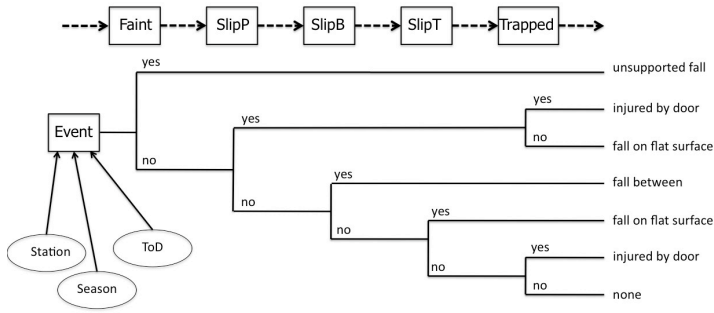 Faint SlipP SlipB SlipT Trapped
yes
unsupported fall
yes
injured by door
yes
Event
no
fall on flat surface
no
yes
fall between
no
yes
fall on flat surface
no
Station
ToD
yes
injured by door
no
Season
no
none